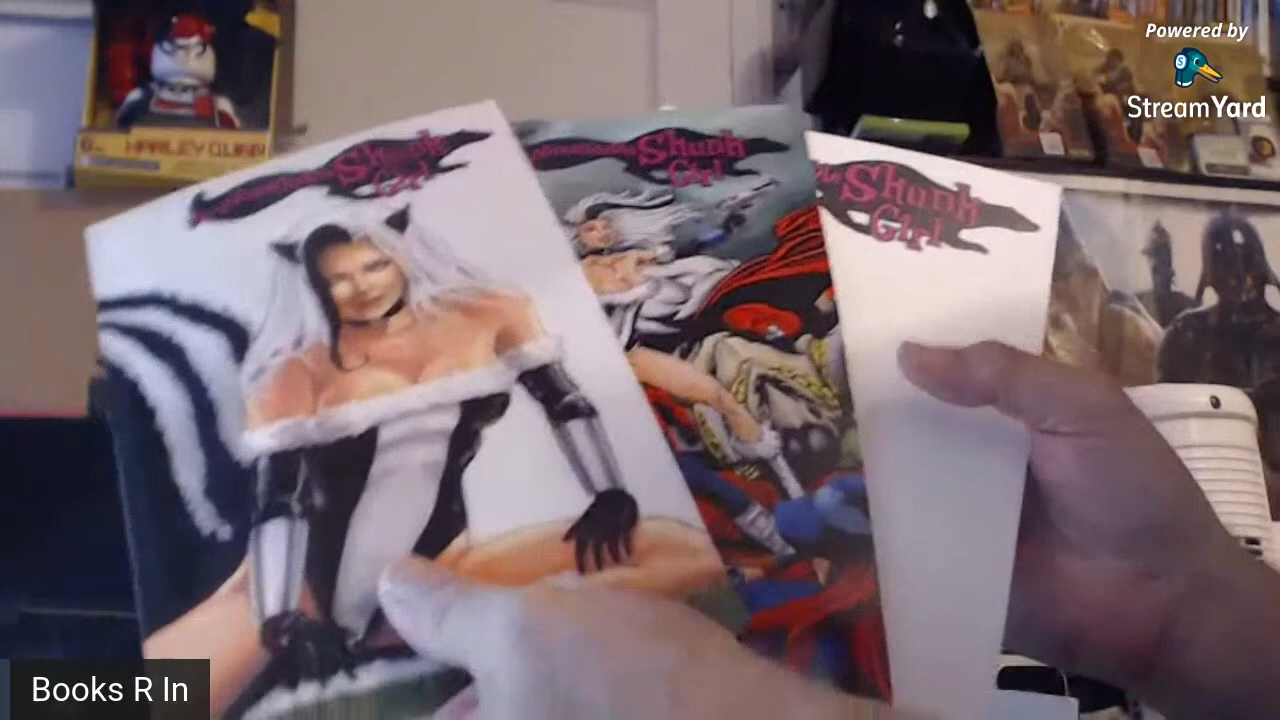 Powered by
StreamYard
HARLEY QUINN
Skunk
Girl
Skunk
Girl
Skunk
Girl
Books R In